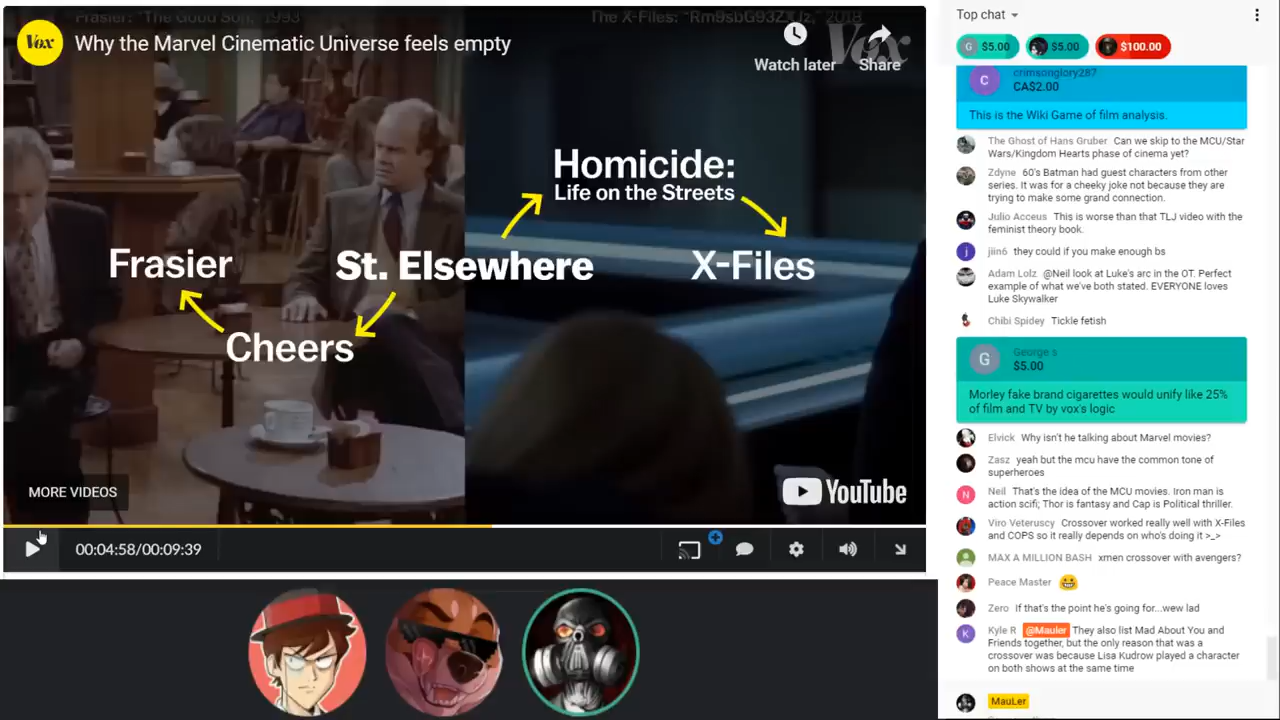 Frasier: "The Good Son," 1993
The X-Files: "Rm9sbG93ZXJz," 2018
Vox
Why the Marvel Cinematic Universe feels empty
Vox
Watch later
Share
Homicide:
Life on the Streets
Frasier
St. Elsewhere
X-Files
Cheers
MORE VIDEOS
YouTube
00:04:58/00:09:39
Top chat
G $5.00
$5.00
$100.00
C
crimsonglory287
CA$2.00
This is the Wiki Game of film analysis.
The Ghost of Hans Gruber Can we skip to the MCU/Star
Wars/Kingdom Hearts phase of cinema yet?
Zdyne 60's Batman had guest characters from other
series. It was for a cheeky joke not because they are
trying to make some grand connection.
Julio Acceus This is worse than that TLJ video with the
feminist theory book.
j
jiin6 they could if you make enough bs
Adam Lolz @Neil look at Luke's arc in the OT. Perfect
example of what we've both stated. EVERYONE loves
Luke Skywalker
Chibi Spidey Tickle fetish
G
George s
$5.00
Morley fake brand cigarettes would unify like 25%
of film and TV by vox's logic
Elvick Why isn't he talking about Marvel movies?
Zasz yeah but the mcu have the common tone of
superheroes
N
Neil That's the idea of the MCU movies. Iron man is
action scifi; Thor is fantasy and Cap is Political thriller.
Viro Veteruscy Crossover worked really well with X-Files
and COPS so it really depends on who's doing it >_>
MAX A MILLION BASH xmen crossover with avengers?
Peace Master
Zero If that's the point he's going for...wew lad
K
Kyle R @Mauler They also list Mad About You and
Friends together, but the only reason that was a
crossover was because Lisa Kudrow played a character
on both shows at the same time
MauLer